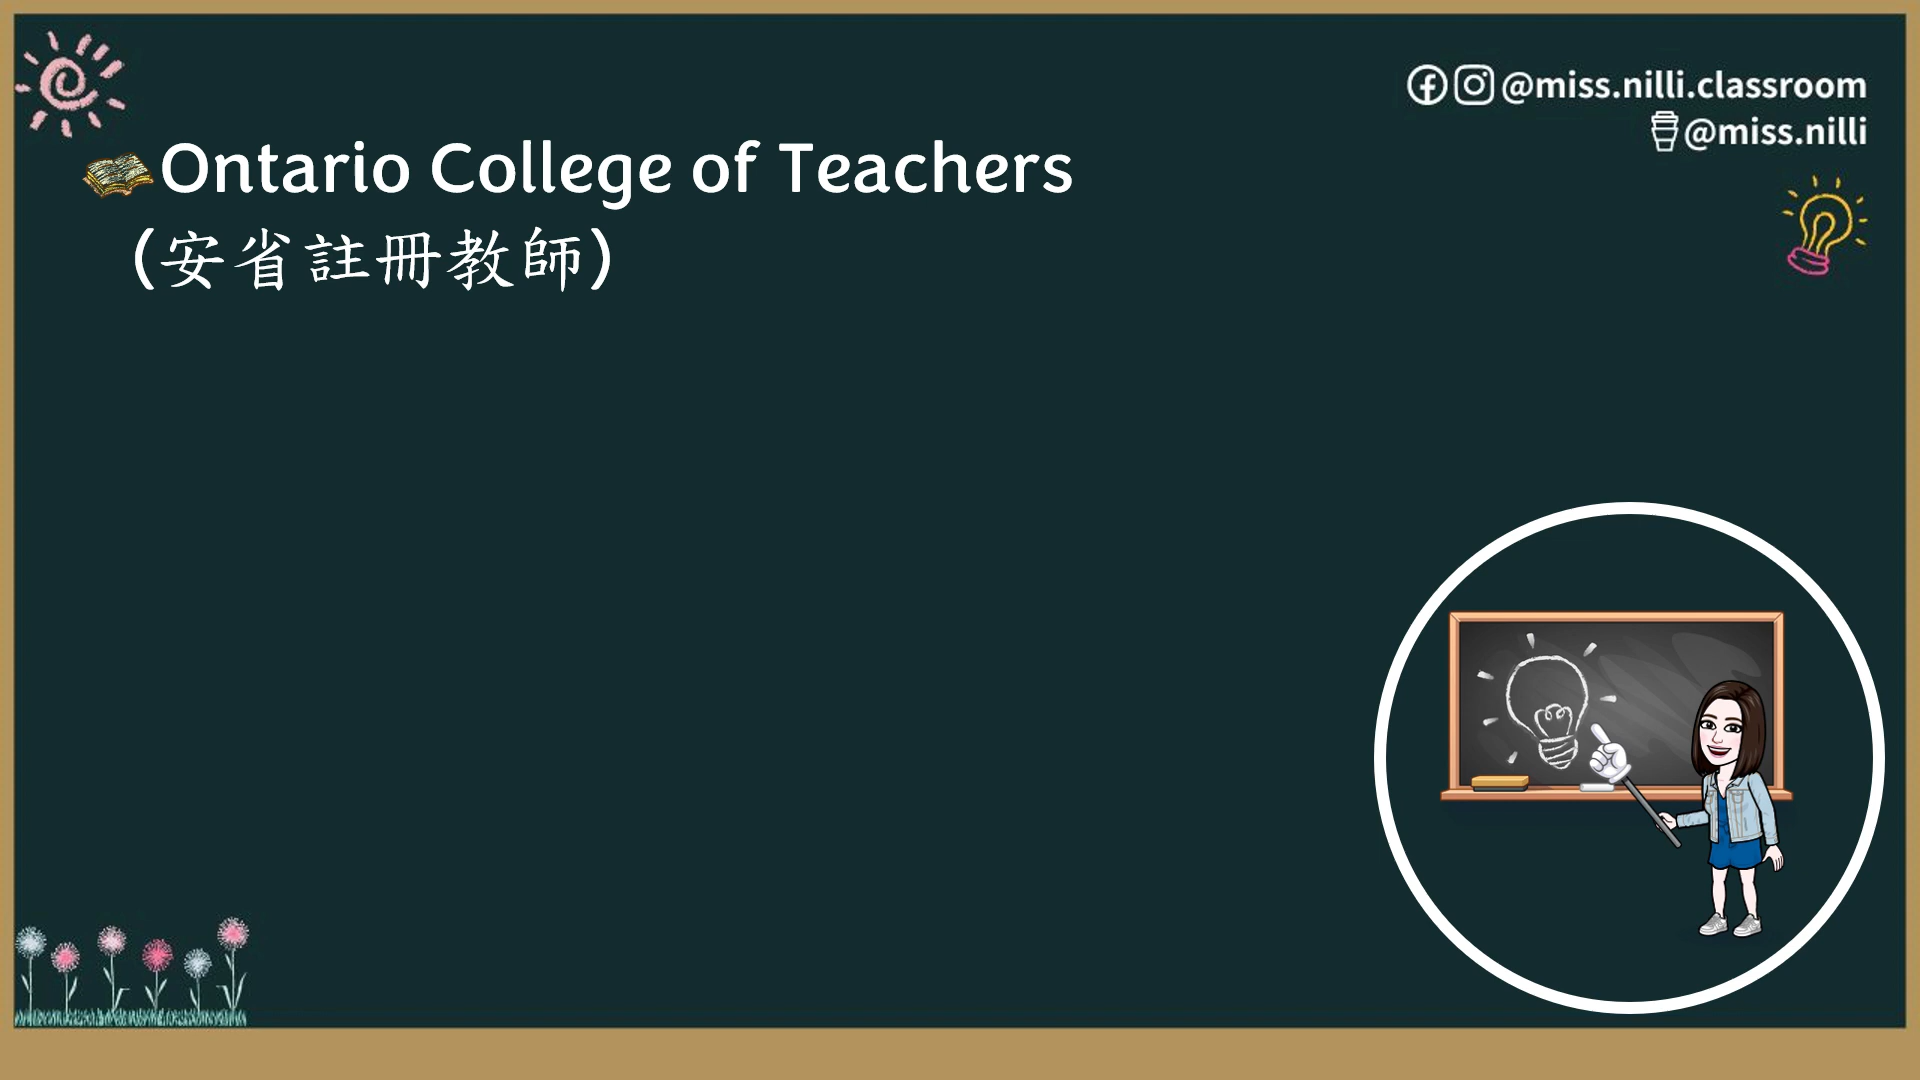 @miss.nilli.classroom
@miss.nilli
Ontario College of Teachers
(安省註冊教師)